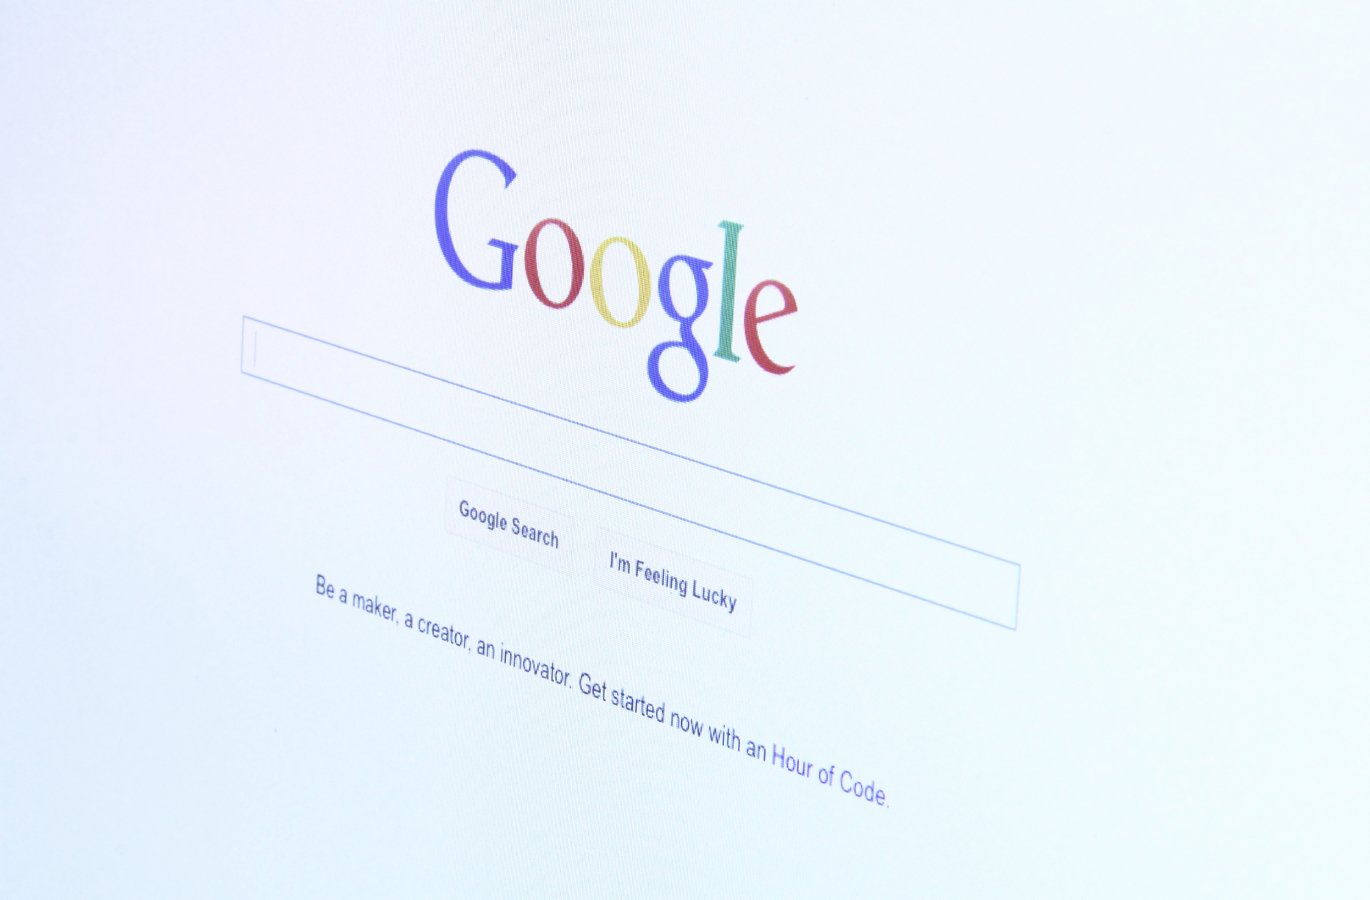 Google
Google Search
I'm Feeling Lucky
Be a maker, a creator, an innovator. Get started now with an Hour of Code.